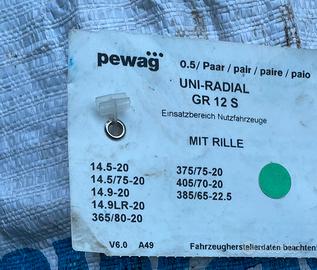 pewag
0.5/ Paar / pair / paire / paio
UNI-RADIAL
GR 12 S
Einsatzbereich Nutzfahrzeuge
MIT RILLE
14.5-20
14.5/75-20
14.9-20
14.9LR-20
365/80-20
375/75-20
405/70-20
385/65-22.5
V6.0 A49
Fahrzeugherstellerdaten beachten